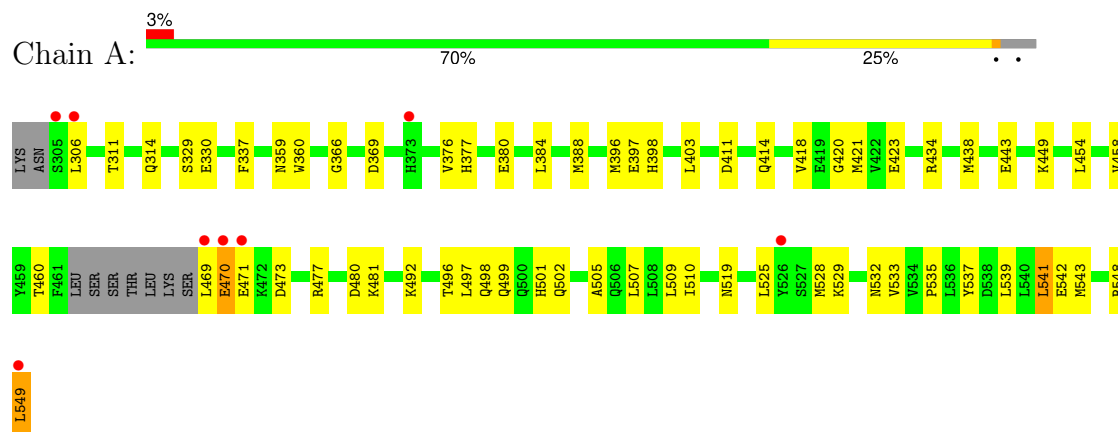 3%
Chain A:
70% 25% • •
LYS ASN S305 L306 T311 Q314 S329 E330 F337 N359 W360 G366 D369 H373 V376 H377 E380 L384 M388 M396 E397 H398 L403 D411 Q414 V418 E419 G420 M421 V422 E423 R434 M438 E443 K449 L454 V458
Y459 T460 F461 LEU SER SER THR LEU LYS SER L469 E470 E471 K472 D473 R477 D480 K481 K492 T496 L497 Q498 Q499 Q500 H501 Q502 A505 Q506 L507 L508 L509 I510 N519 L525 Y526 S527 M528 K529 N532 V533 V534 P535 L536 Y537 D538 L539 L540 L541 E542 M543 R548
L549